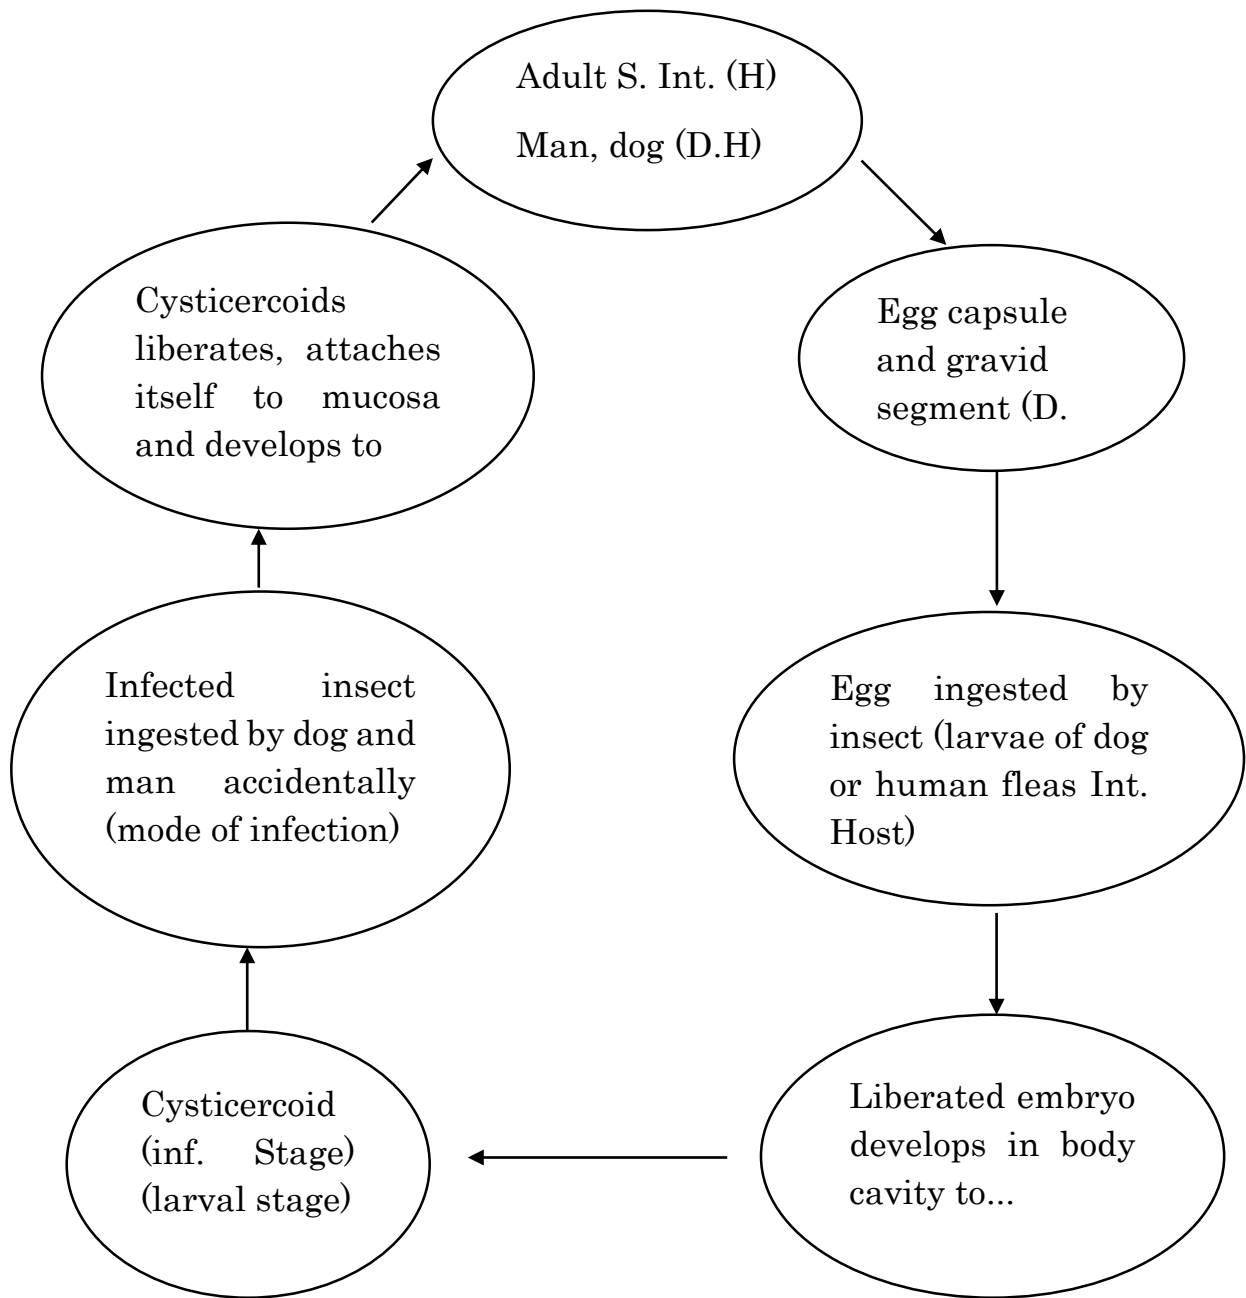 Adult S. Int. (H)
Man, dog (D.H)
Egg capsule
and gravid
segment (D.
Egg ingested by
insect (larvae of dog
or human fleas Int.
Host)
Liberated embryo
develops in body
cavity to...
Cysticercoid
(inf. Stage)
(larval stage)
Infected insect
ingested by dog and
man accidentally
(mode of infection)
Cysticercoids
liberates, attaches
itself to mucosa
and develops to